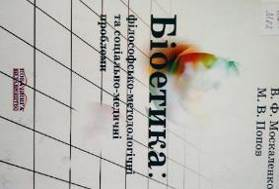 В. Ф. Москаленко
М. В. Попов
Біоетика:
філософсько-методологічні
та соціально-медичні
проблеми